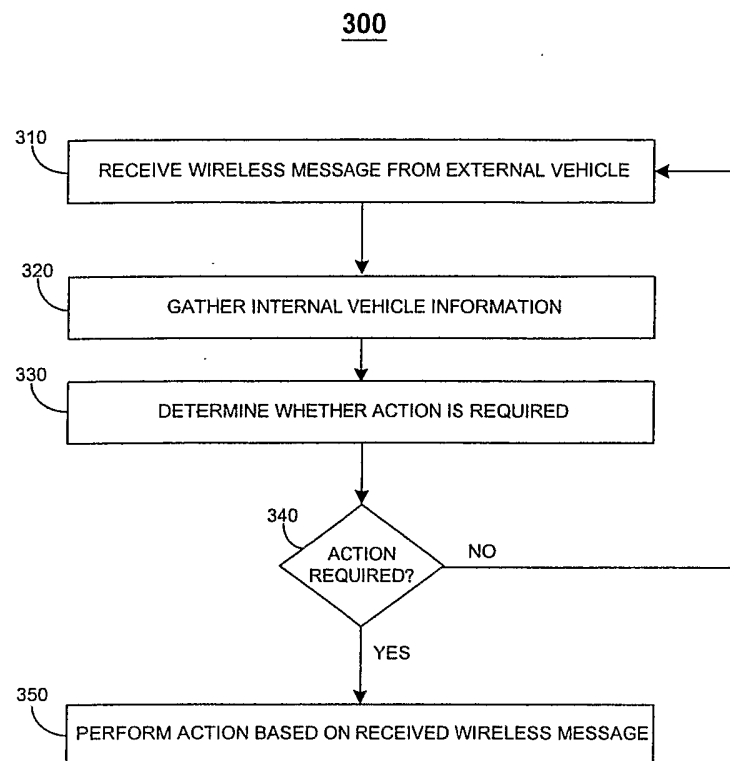 300
310
RECEIVE WIRELESS MESSAGE FROM EXTERNAL VEHICLE
320
GATHER INTERNAL VEHICLE INFORMATION
330
DETERMINE WHETHER ACTION IS REQUIRED
340
ACTION
REQUIRED?
NO
YES
350
PERFORM ACTION BASED ON RECEIVED WIRELESS MESSAGE